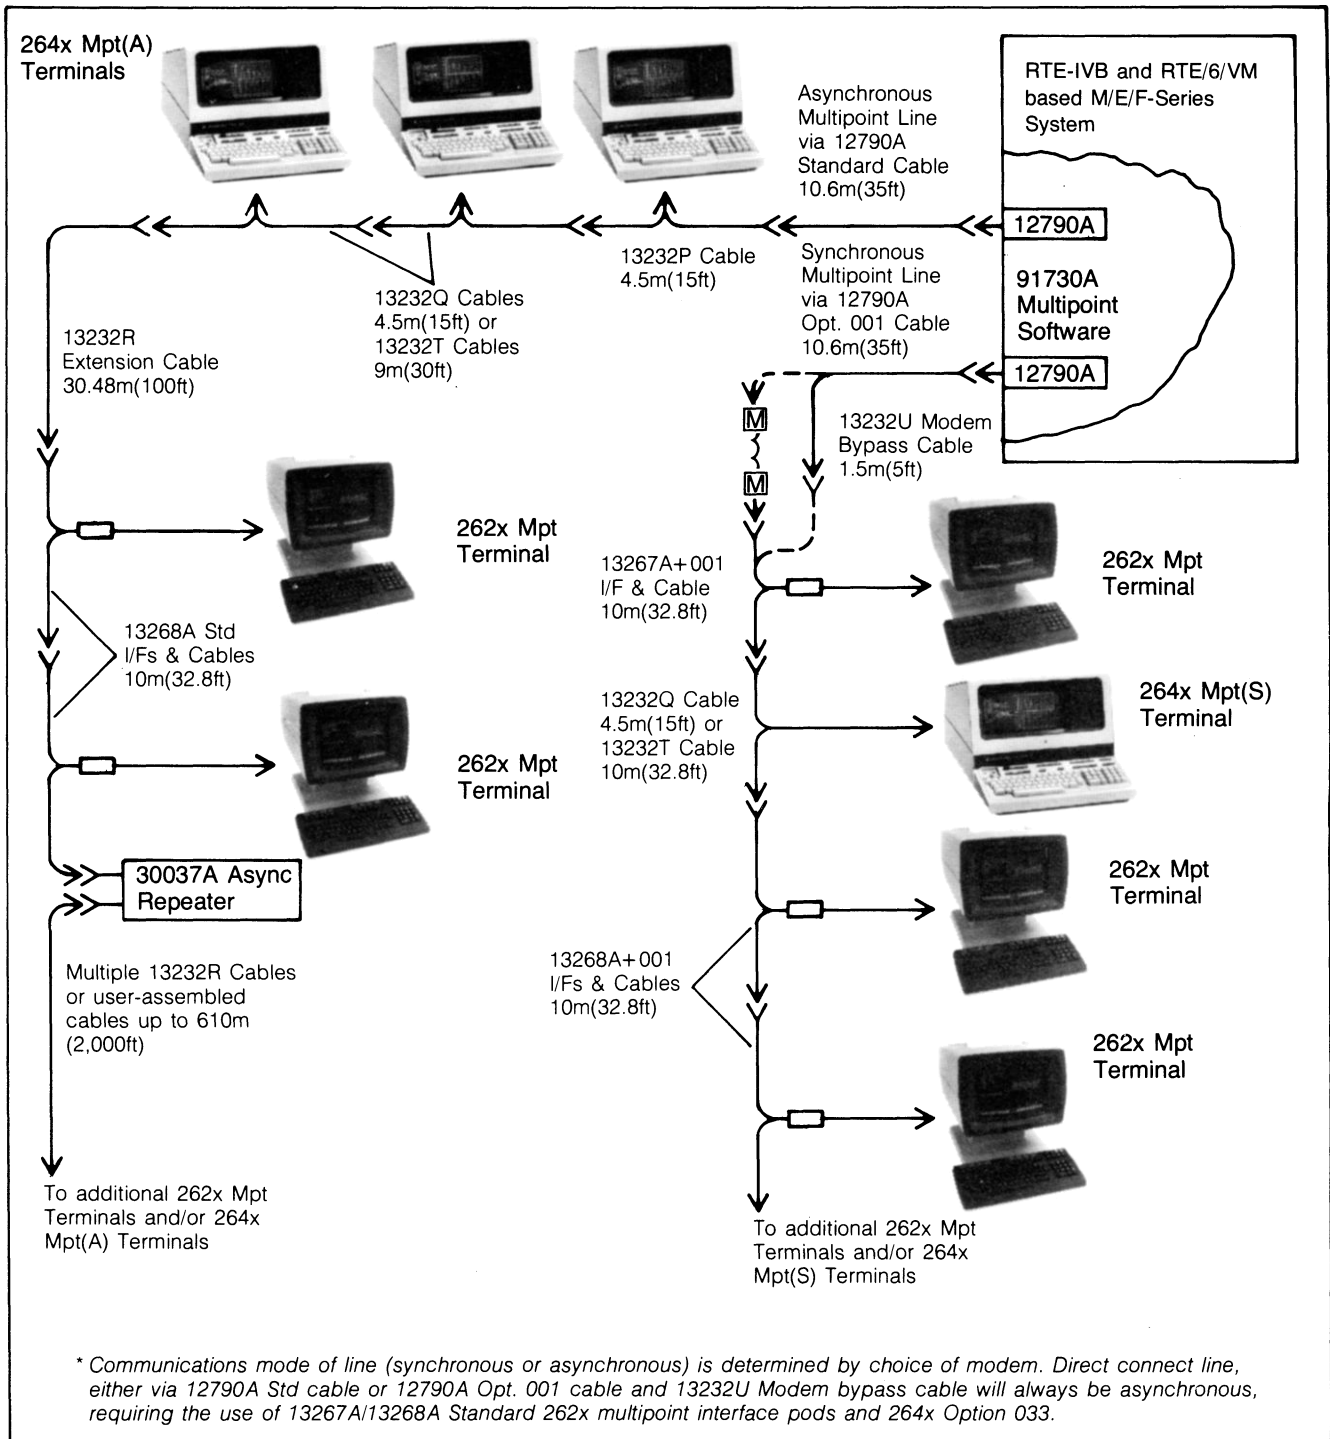 264x Mpt(A)
Terminals
RTE-IVB and RTE/6/VM
based M/E/F-Series
System
Asynchronous
Multipoint Line
via 12790A
Standard Cable
10.6m(35ft)
12790A
91730A
Multipoint
Software
12790A
13232P Cable
4.5m(15ft)
Synchronous
Multipoint Line
via 12790A
Opt. 001 Cable
10.6m(35ft)
13232Q Cables
4.5m(15ft) or
13232T Cables
9m(30ft)
13232R
Extension Cable
30.48m(100ft)
M
M
13232U Modem
Bypass Cable
1.5m(5ft)
262x Mpt
Terminal
13268A Std
I/Fs & Cables
10m(32.8ft)
262x Mpt
Terminal
30037A Async
Repeater
Multiple 13232R Cables
or user-assembled
cables up to 610m
(2,000ft)
To additional 262x Mpt
Terminals and/or 264x
Mpt(A) Terminals
13267A+001
I/F & Cable
10m(32.8ft)
262x Mpt
Terminal
13232Q Cable
4.5m(15ft) or
13232T Cable
10m(32.8ft)
264x Mpt(S)
Terminal
262x Mpt
Terminal
13268A+001
I/Fs & Cables
10m(32.8ft)
262x Mpt
Terminal
To additional 262x Mpt
Terminals and/or 264x
Mpt(S) Terminals
* Communications mode of line (synchronous or asynchronous) is determined by choice of modem. Direct connect line,
either via 12790A Std cable or 12790A Opt. 001 cable and 13232U Modem bypass cable will always be asynchronous,
requiring the use of 13267A/13268A Standard 262x multipoint interface pods and 264x Option 033.